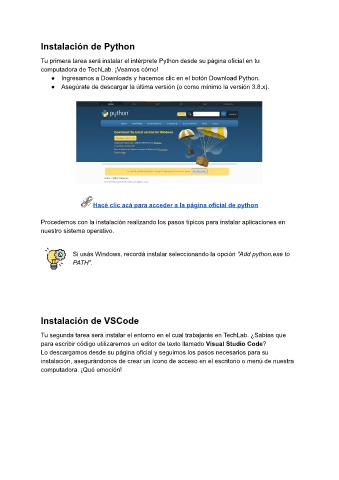 Instalación de Python
Tu primera tarea será instalar el intérprete Python desde su página oficial en tu
computadora de TechLab. ¡Veamos cómo!
● Ingresamos a Downloads y hacemos clic en el botón Download Python.
● Asegúrate de descargar la última versión (o como mínimo la versión 3.8.x).
python
Download the latest version for Windows
Hacé clic acá para acceder a la página oficial de python
Procedemos con la instalación realizando los pasos típicos para instalar aplicaciones en
nuestro sistema operativo.
Si usás Windows, recordá instalar seleccionando la opción "Add python.exe to
PATH".
Instalación de VSCode
Tu segunda tarea será instalar el entorno en el cual trabajarás en TechLab. ¿Sabías que
para escribir código utilizaremos un editor de texto llamado Visual Studio Code?
Lo descargamos desde su página oficial y seguimos los pasos necesarios para su
instalación, asegurándonos de crear un ícono de acceso en el escritorio o menú de nuestra
computadora. ¡Qué emoción!